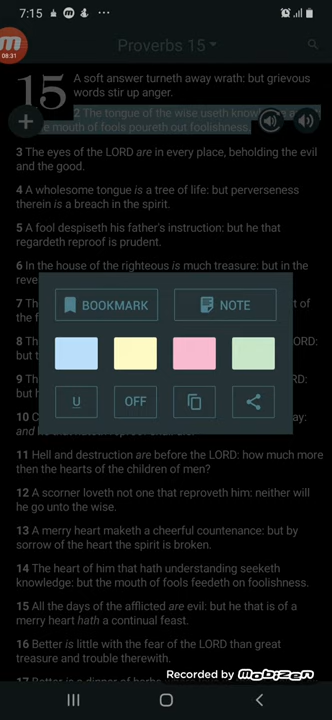 7:15
Proverbs 15
08:31
15 A soft answer turneth away wrath: but grievous
words stir up anger.
2 The tongue of the wise useth
mouth of fools poureth out foolishness.
3 The eyes of the LORD are in every place, beholding the evil
and the good.
4 A wholesome tongue is a tree of life: but perverseness
therein is a breach in the spirit.
5 A fool despiseth his father's instruction: but he that
regardeth reproof is prudent.
6 In the house of the righteous is much treasure: but in the
BOOKMARK
NOTE
U
OFF
11 Hell and destruction are before the LORD: how much more
then the hearts of the children of men?
12 A scorner loveth not one that reproveth him: neither will
he go unto the wise.
13 A merry heart maketh a cheerful countenance: but by
sorrow of the heart the spirit is broken.
14 The heart of him that hath understanding seeketh
knowledge: but the mouth of fools feedeth on foolishness.
15 All the days of the afflicted are evil: but he that is of a
merry heart hath a continual feast.
16 Better is little with the fear of the LORD than great
treasure and trouble therewith.
Recorded by mobizen